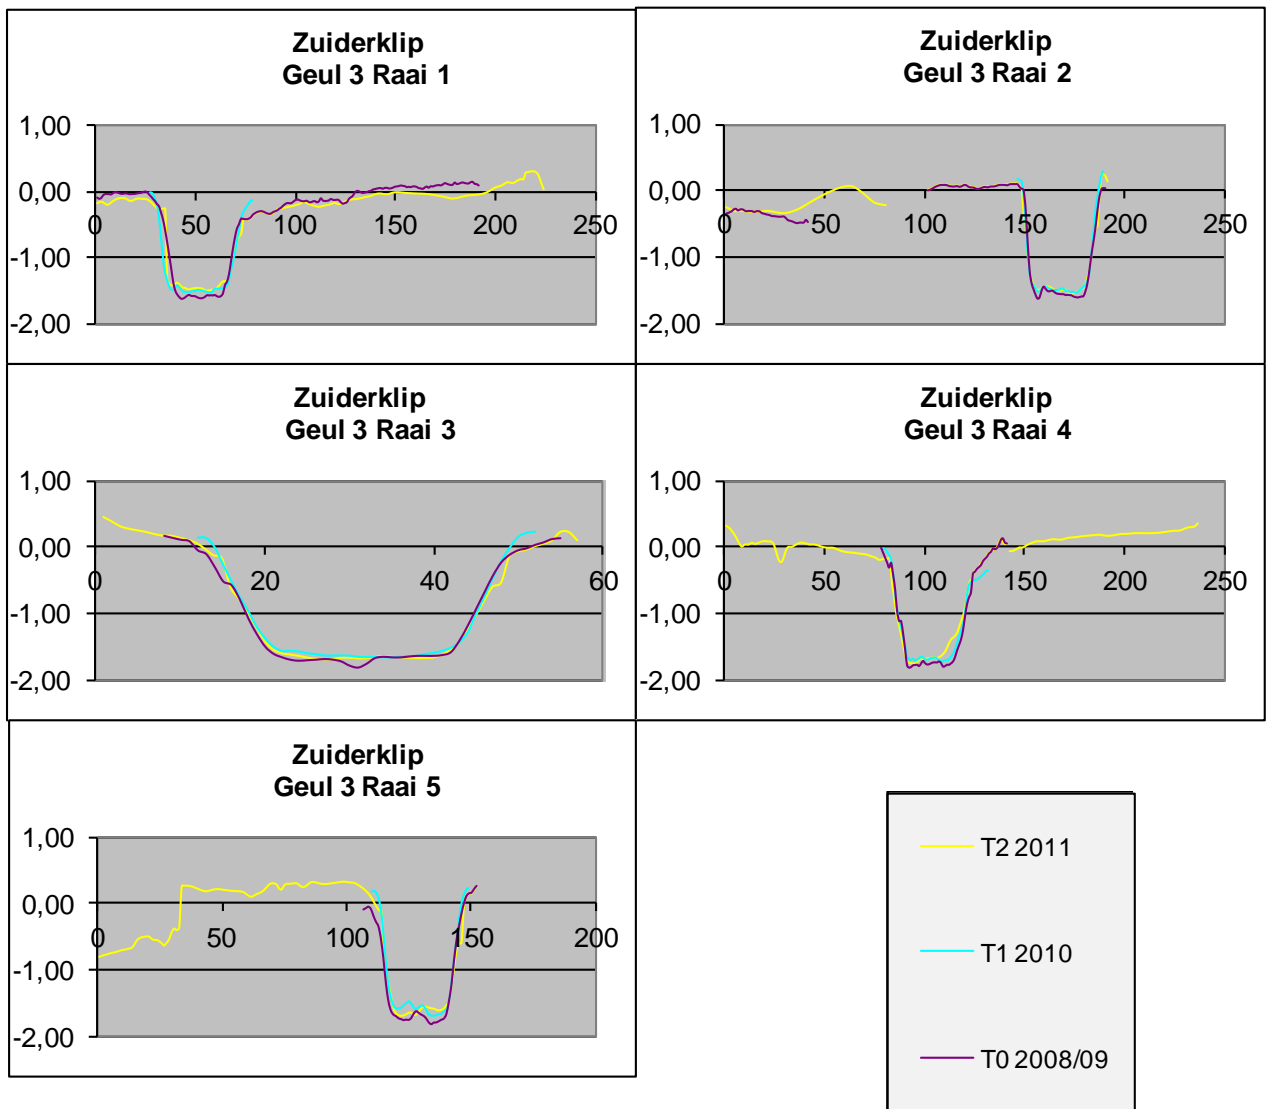 Zuiderklip
Geul 3 Raai 1
1,00
0,00
-1,00
-2,00
0 50 100 150 200 250
Zuiderklip
Geul 3 Raai 2
1,00
0,00
-1,00
-2,00
0 50 100 150 200 250
Zuiderklip
Geul 3 Raai 3
1,00
0,00
-1,00
-2,00
0 20 40 60
Zuiderklip
Geul 3 Raai 4
1,00
0,00
-1,00
-2,00
0 50 100 150 200 250
Zuiderklip
Geul 3 Raai 5
1,00
0,00
-1,00
-2,00
0 50 100 150 200
T2 2011
T1 2010
T0 2008/09